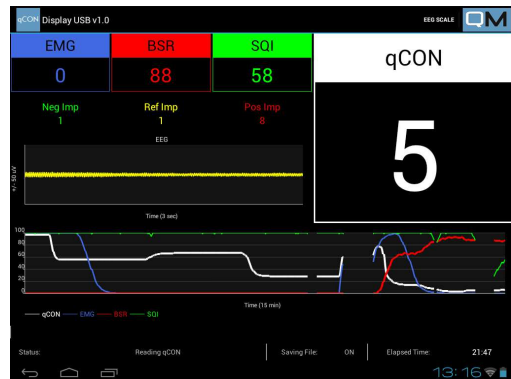 qCON Display USB v1.0 EEG SCALE QM
EMG BSR SQI qCON
0 88 58 5
Neg Imp Ref Imp Pos Imp
1 1 8
EEG
+/- 50 uV
Time (3 sec)
100
80
60
40
20
0
Time (15 min)
qCON EMG BSR SQI
Status: Reading qCON Saving File: ON Elapsed Time: 21:47
13:16